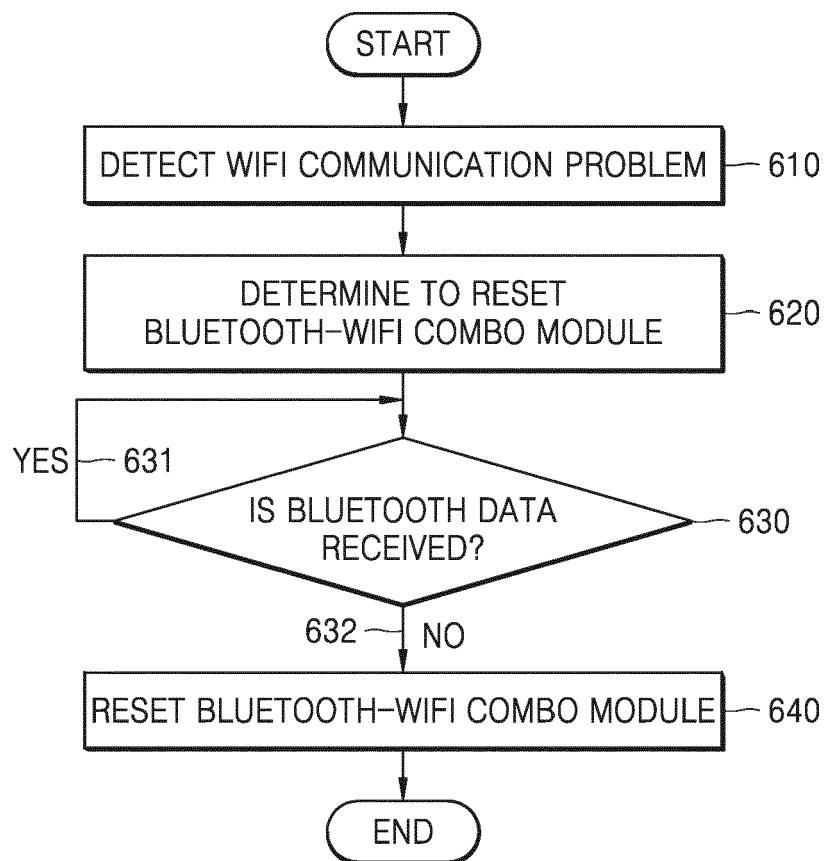 START
DETECT WIFI COMMUNICATION PROBLEM
610
DETERMINE TO RESET
BLUETOOTH-WIFI COMBO MODULE
620
YES
631
IS BLUETOOTH DATA
RECEIVED?
630
632
NO
RESET BLUETOOTH-WIFI COMBO MODULE
640
END